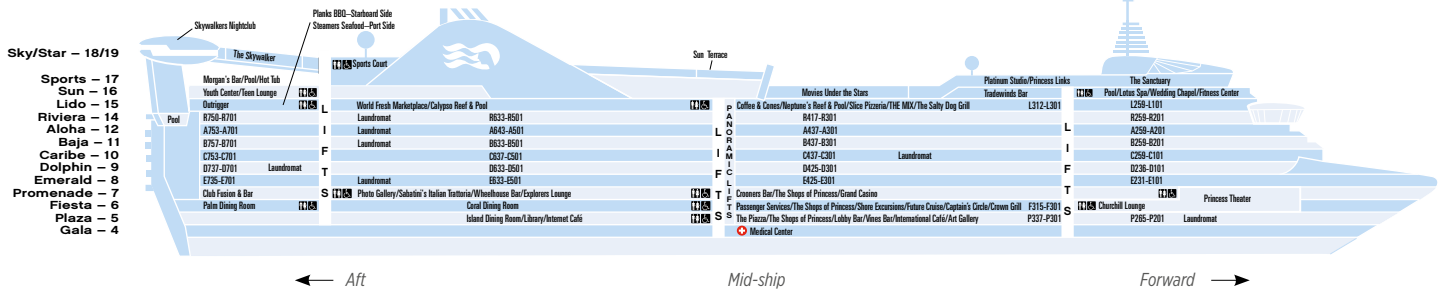 Skywalkers Nightclub
Planks BBQ–Starboard Side
Steamers Seafood–Port Side
Sky/Star – 18/19
The Skywalker
Sports Court
Sun Terrace
Sports – 17
Morgan's Bar/Pool/Hot Tub
Platinum Studio/Princess Links
The Sanctuary
Sun – 16
Youth Center/Teen Lounge
Movies Under the Stars
Tradewinds Bar
Pool/Lotus Spa/Wedding Chapel/Fitness Center
Lido – 15
Outrigger
World Fresh Marketplace/Calypso Reef & Pool
Coffee & Cones/Neptune's Reef & Pool/Slice Pizzeria/THE MIX/The Salty Dog Grill
L312-L301
L259-L101
Riviera – 14
Pool
R750-R701
Laundromat
R633-R501
R417-R301
R259-R201
Aloha – 12
A753-A701
Laundromat
A643-A501
A437-A301
A259-A201
Baja – 11
B757-B701
Laundromat
B633-B501
B437-B301
B259-B201
Caribe – 10
C753-C701
C637-C501
C437-C301
Laundromat
C259-C101
Dolphin – 9
D737-D701
Laundromat
D633-D501
D425-D301
D236-D101
Emerald – 8
E735-E701
Laundromat
E633-E501
E425-E301
E231-E101
Promenade – 7
Club Fusion & Bar
Photo Gallery/Sabatini's Italian Trattoria/Wheelhouse Bar/Explorers Lounge
Crooners Bar/The Shops of Princess/Grand Casino
Princess Theater
Fiesta – 6
Palm Dining Room
Coral Dining Room
Passenger Services/The Shops of Princess/Shore Excursions/Future Cruise/Captain's Circle/Crown Grill
F315-F301
Churchill Lounge
Plaza – 5
Island Dining Room/Library/Internet Café
The Piazza/The Shops of Princess/Lobby Bar/Vines Bar/International Café/Art Gallery
P337-P301
P265-P201
Laundromat
Gala – 4
Medical Center
LIFTS
LIFTS
PANORAMIC LIFTS
LIFTS
Aft
Mid-ship
Forward